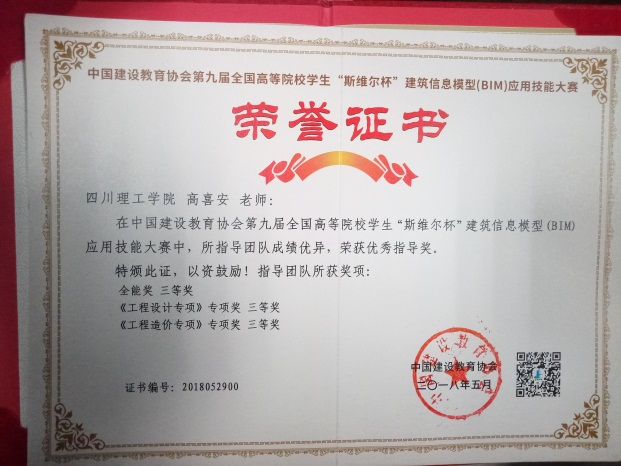 中国建设教育协会第九届全国高等院校学生“斯维尔杯”建筑信息模型(BIM)应用技能大赛
荣誉证书
四川理工学院 高喜安 老师：
在中国建设教育协会第九届全国高等院校学生“斯维尔杯”建筑信息模型(BIM)
应用技能大赛中，所指导团队成绩优异，荣获优秀指导奖。
特颁此证，以资鼓励！指导团队所获奖项：
全能奖 三等奖
《工程设计专项》专项奖 三等奖
《工程造价专项》专项奖 三等奖
中国建设教育协会
二〇一八年五月
证书编号：2018052900